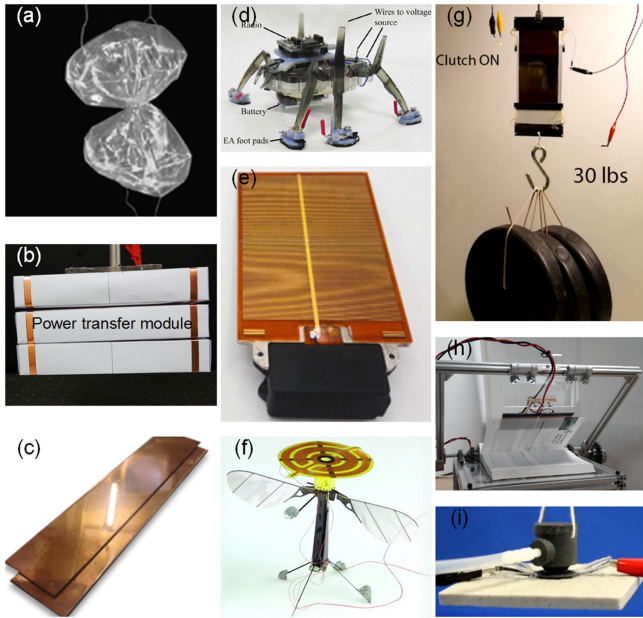 (a)
(d)
Radio
Wires to voltage
source
Battery
EA foot pads
(g)
Clutch ON
30 lbs
(b)
Power transfer module
(e)
(h)
(c)
(f)
(i)